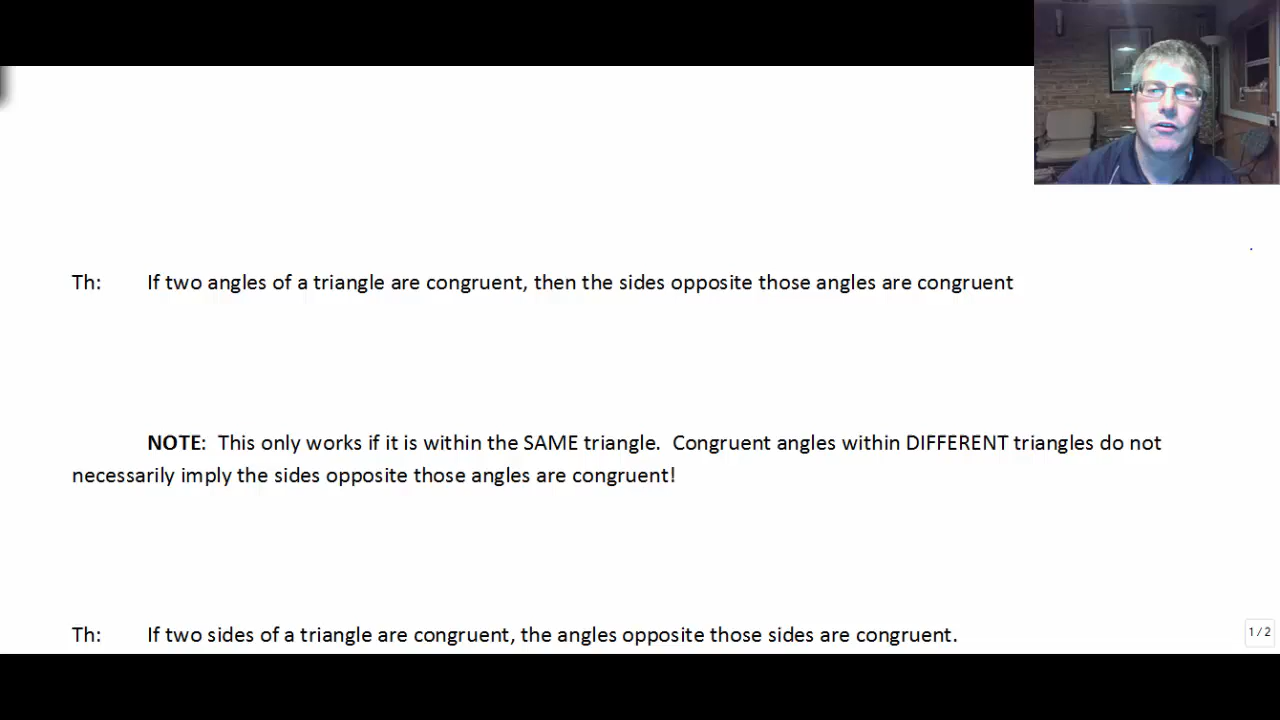 Th: If two angles of a triangle are congruent, then the sides opposite those angles are congruent
NOTE: This only works if it is within the SAME triangle. Congruent angles within DIFFERENT triangles do not
necessarily imply the sides opposite those angles are congruent!
Th: If two sides of a triangle are congruent, the angles opposite those sides are congruent.
1 / 2